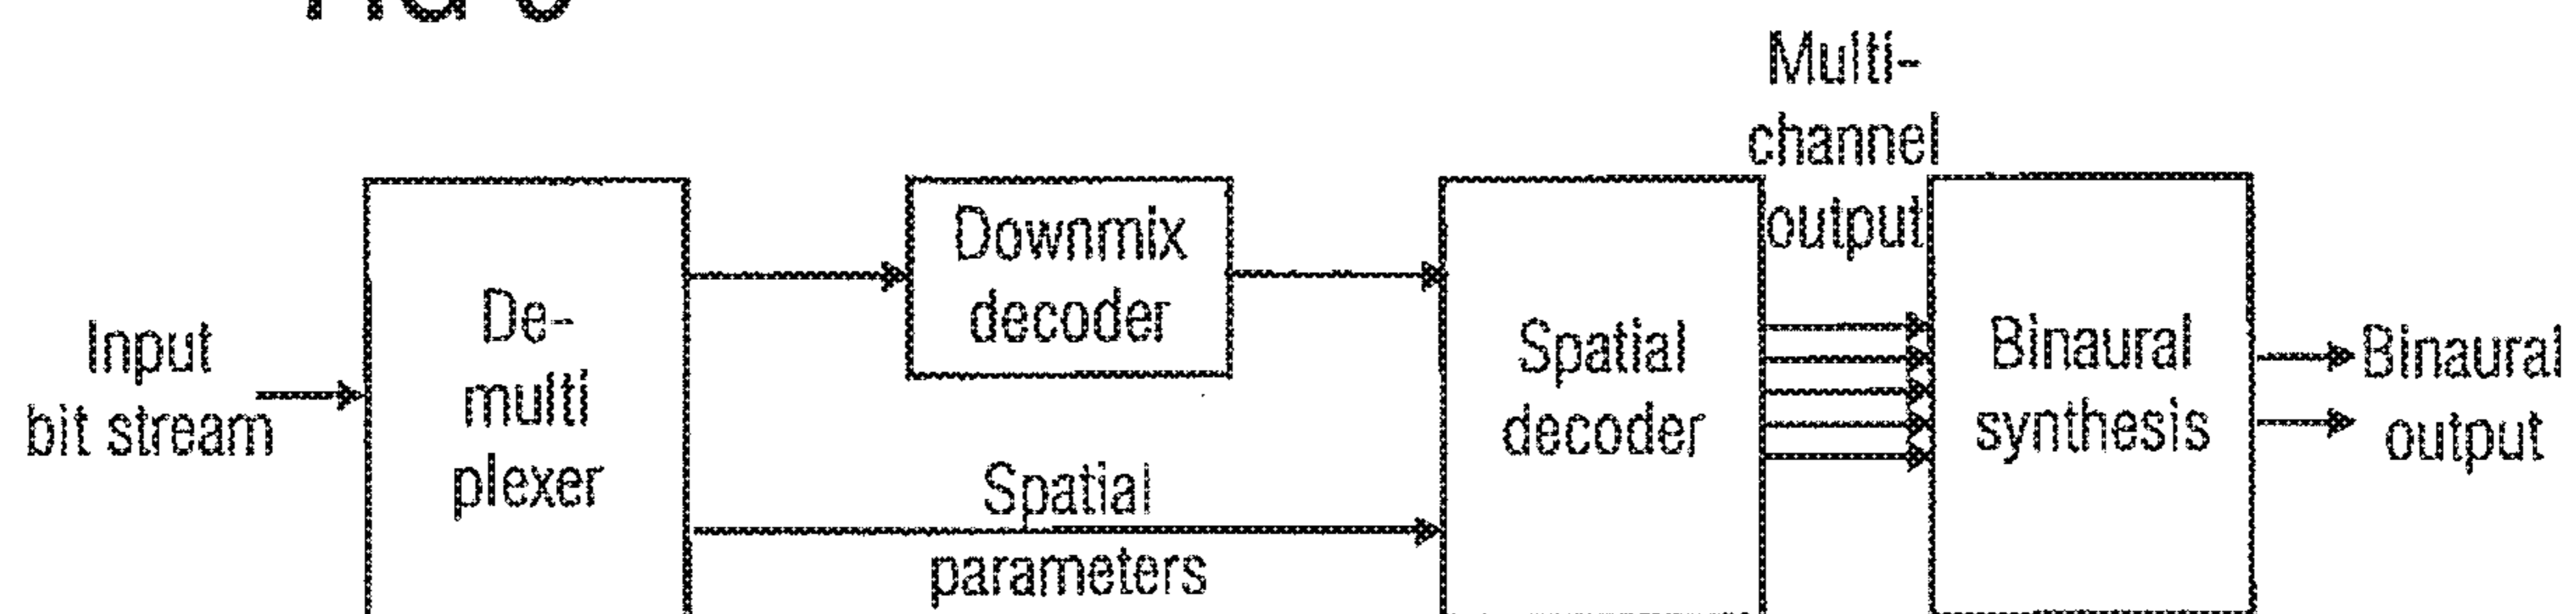 Multi-
channel
output
Input
bit stream
De-
multi
plexer
Downmix
decoder
Spatial
parameters
Spatial
decoder
Binaural
synthesis
Binaural
output